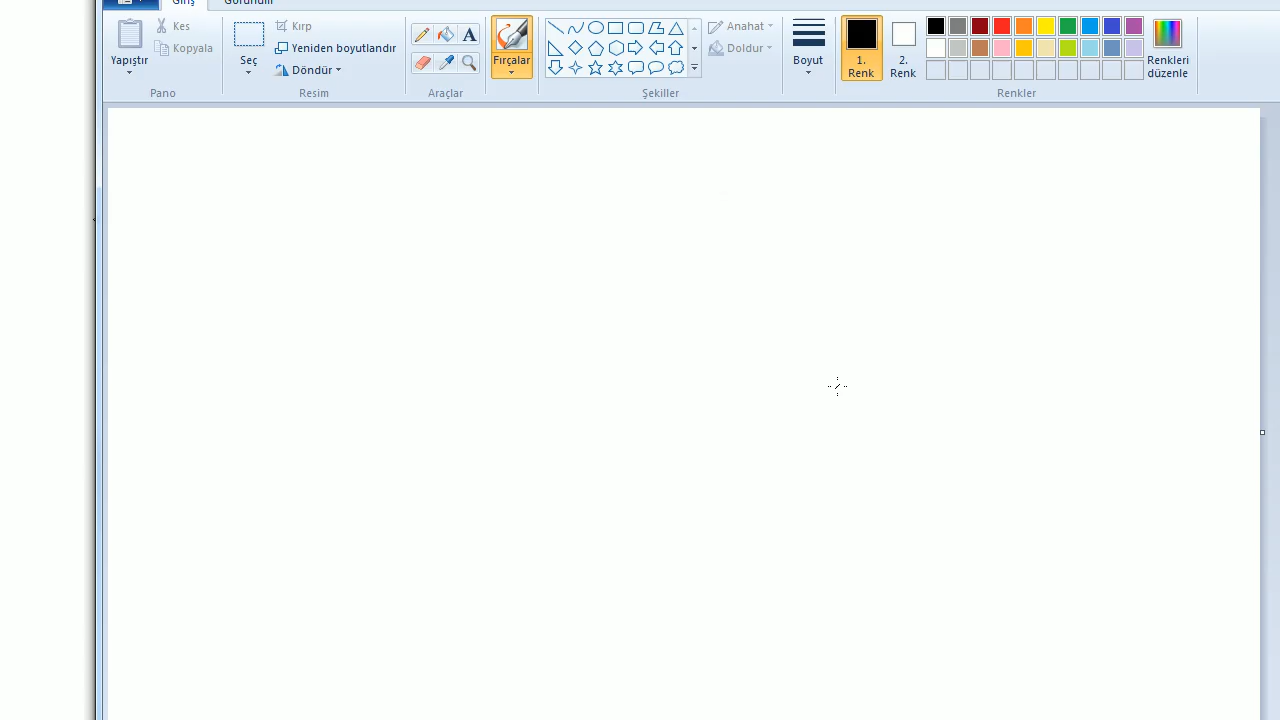 Giriş Görünüm
Yapıştır
Kes
Kopyala
Pano
Seç
Kırp
Yeniden boyutlandır
Döndür
Resim
A
Araçlar
Fırçalar
Şekiller
Anahat
Doldur
Boyut
1.
Renk
2.
Renk
Renkleri
düzenle
Renkler